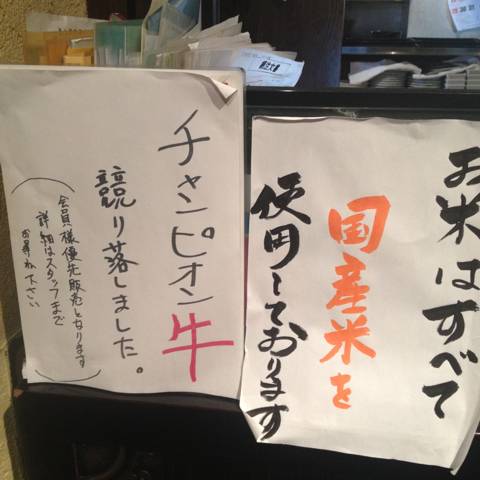 お米はすべて
国産米を
使用しております
チャンピオン牛
競り落しました。
(会員様優先販売となります
詳細はスタッフまで
お尋ね下さい)